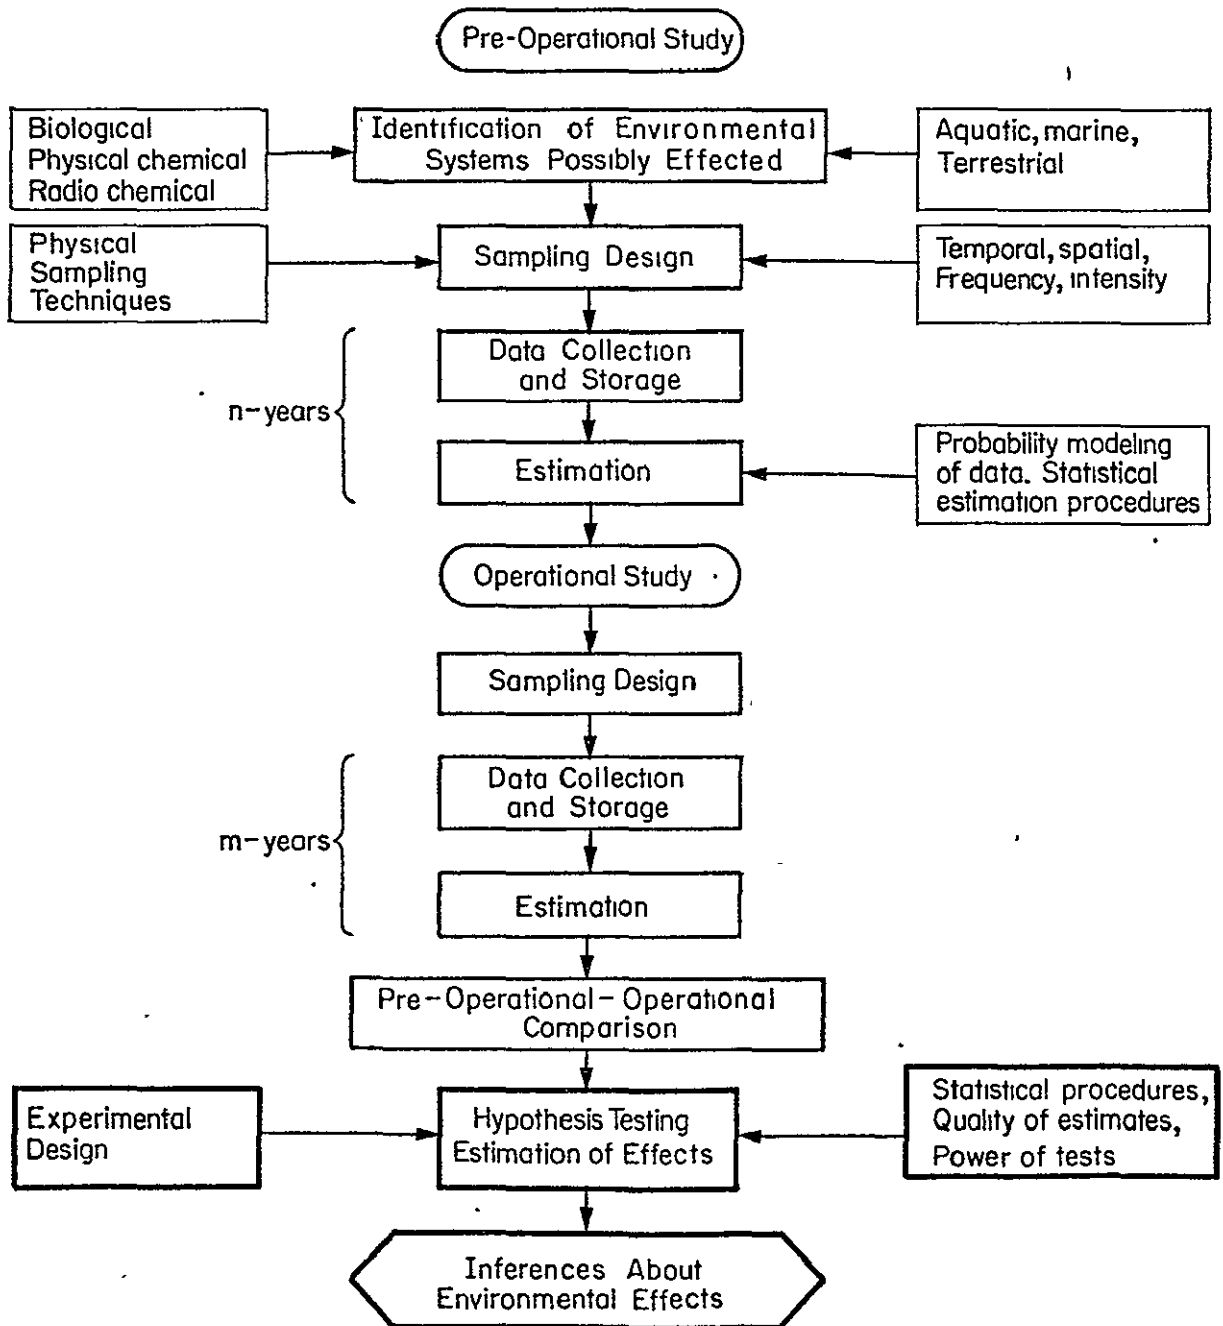 Pre-Operational Study
Biological
Physical chemical
Radio chemical
Identification of Environmental
Systems Possibly Effected
Aquatic, marine,
Terrestrial
Physical
Sampling
Techniques
Sampling Design
Temporal, spatial,
Frequency, intensity
n-years
Data Collection
and Storage
Estimation
Probability modeling
of data. Statistical
estimation procedures
Operational Study
Sampling Design
m-years
Data Collection
and Storage
Estimation
Pre-Operational-Operational
Comparison
Experimental
Design
Hypothesis Testing
Estimation of Effects
Statistical procedures,
Quality of estimates,
Power of tests
Inferences About
Environmental Effects